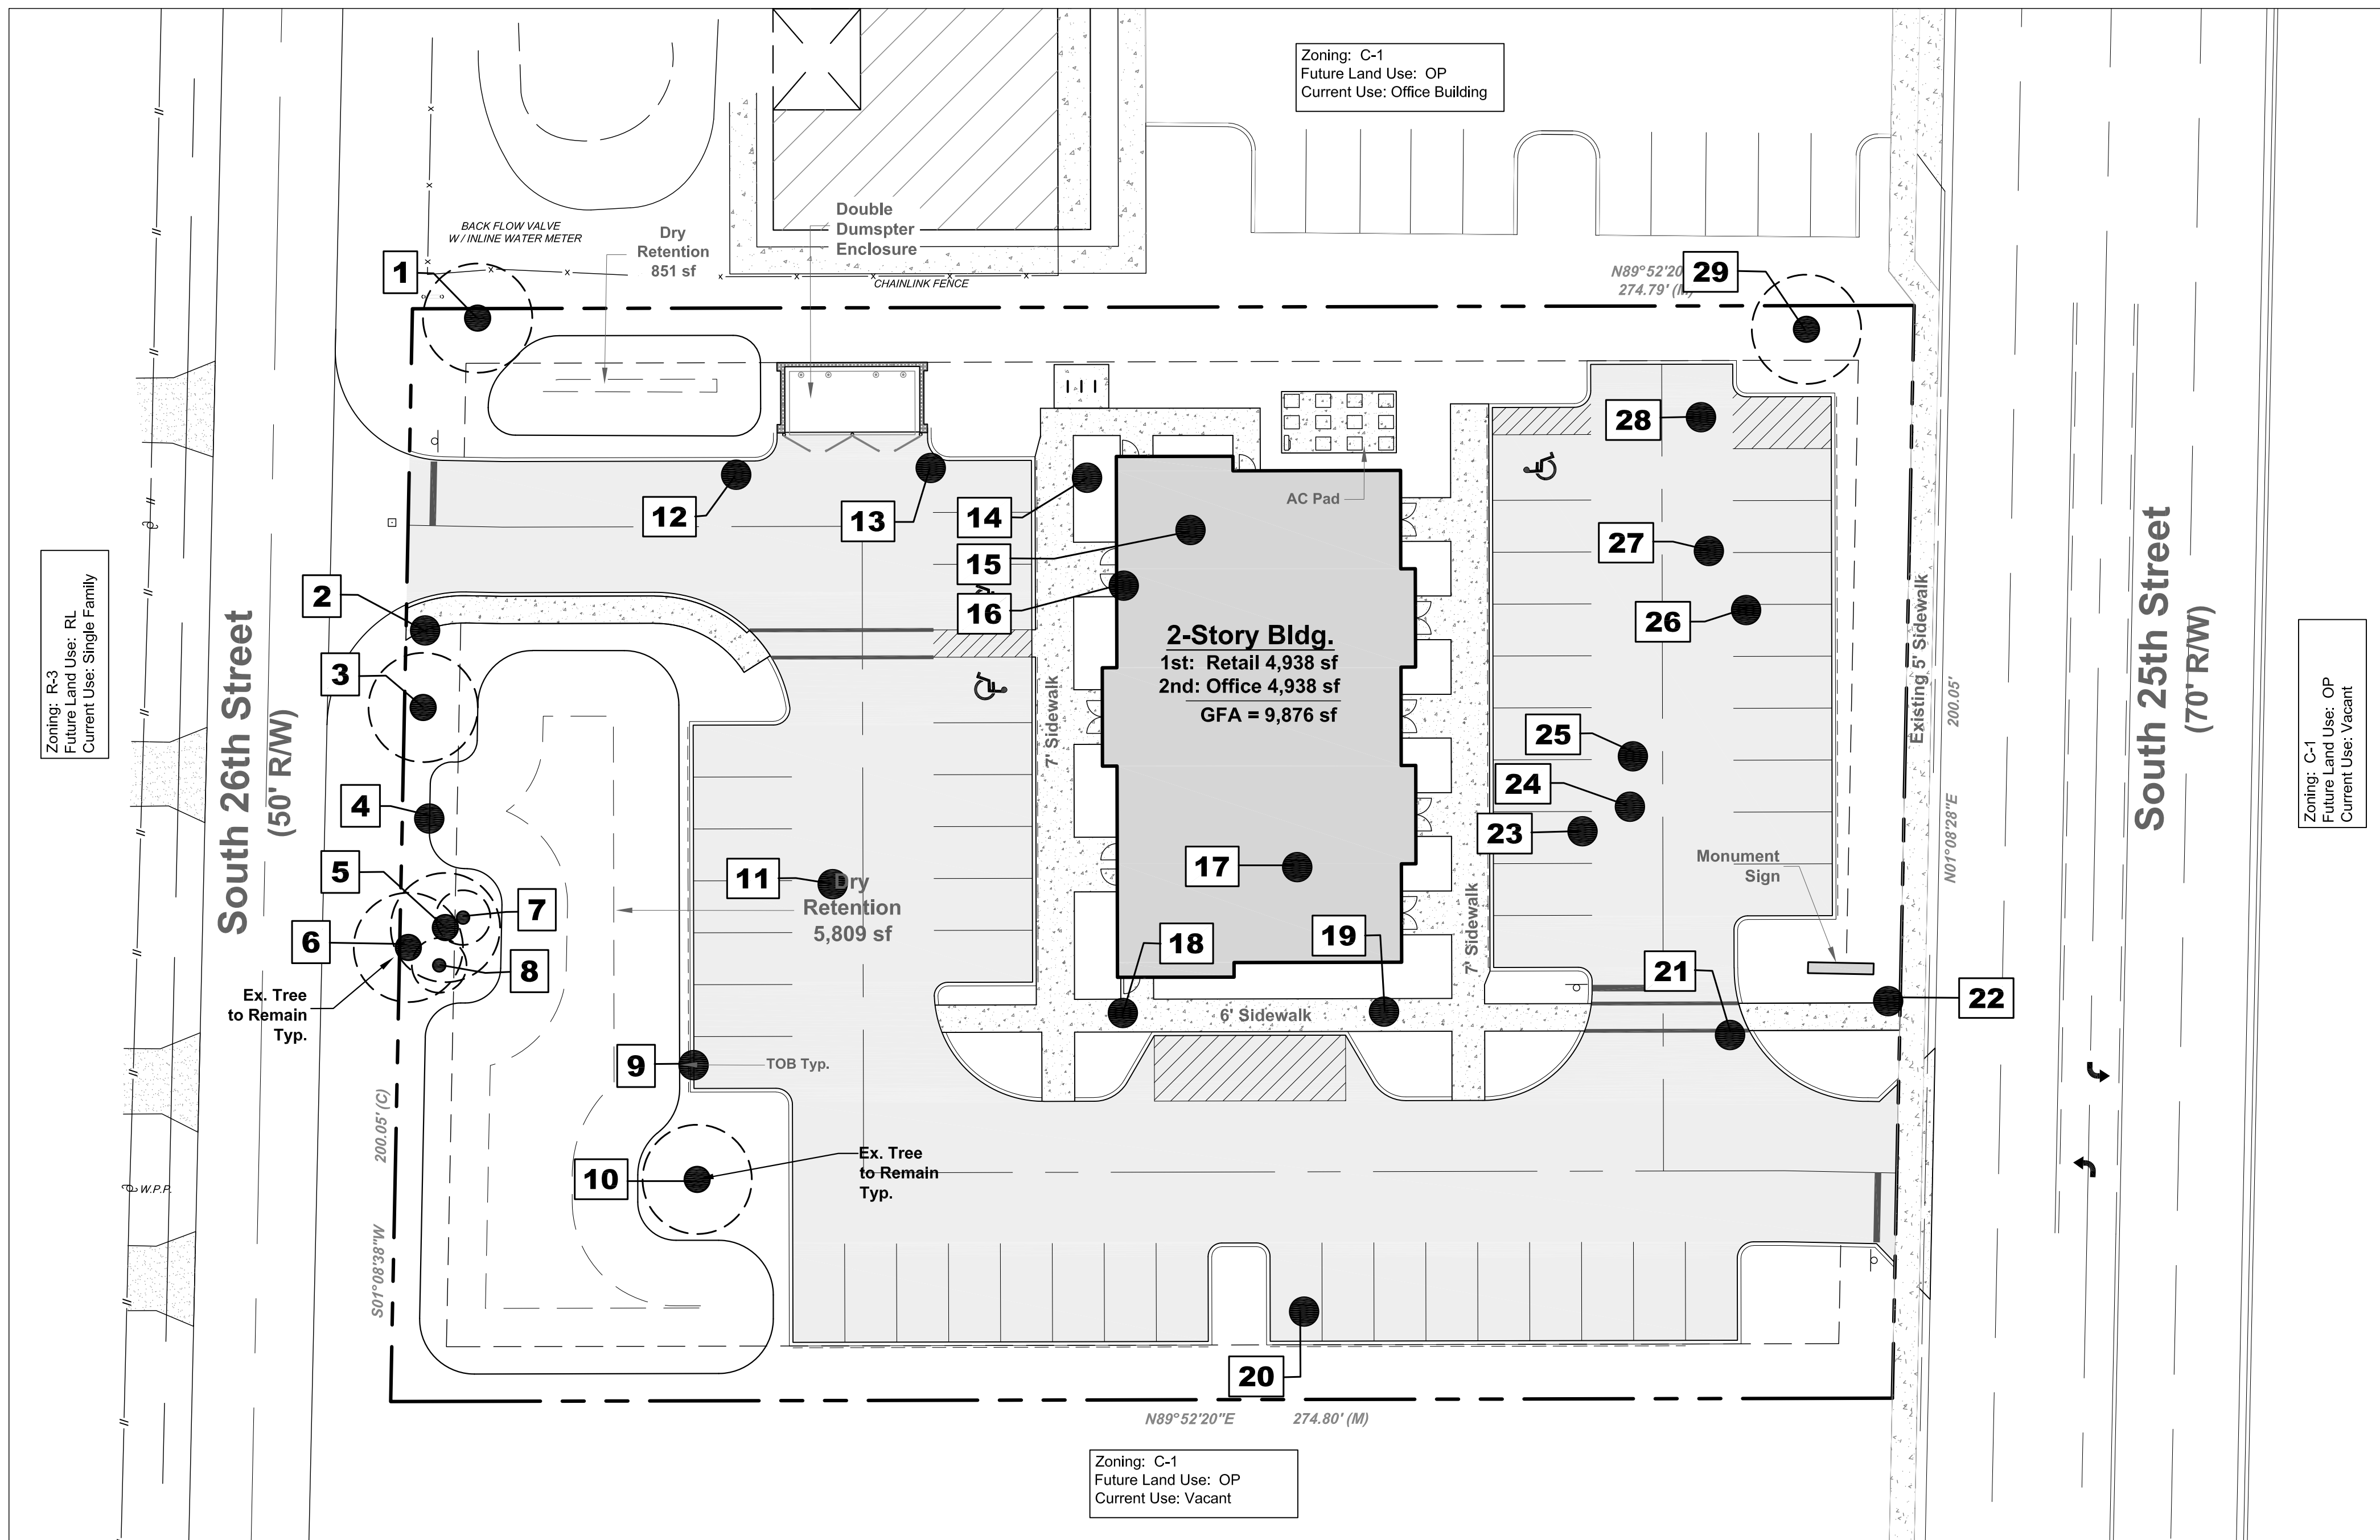 Zoning: C-1
Future Land Use: OP
Current Use: Office Building
BACK FLOW VALVE
W/ INLINE WATER METER
Dry
Retention
851 sf
Double
Dumspter
Enclosure
CHAINLINK FENCE
N89°52'20
274.79'
29
1
28
12
13
14
AC Pad
15
16
27
26
2
3
2-Story Bldg.
1st: Retail 4,938 sf
2nd: Office 4,938 sf
GFA = 9,876 sf
Zoning: R-3
Future Land Use: RL
Current Use: Single Family
South 26th Street
(50' R/W)
7' Sidewalk
25
24
23
4
5
6
7
8
11
Dry
Retention
5,809 sf
17
18
19
7' Sidewalk
Monument
Sign
Existing 5' Sidewalk
200.05'
N01°08'28"E
South 25th Street
(70' R/W)
Zoning: C-1
Future Land Use: OP
Current Use: Vacant
21
22
Ex. Tree
to Remain
Typ.
6' Sidewalk
9
TOB Typ.
200.05' (C)
S01°08'38"W
W.P.P.
10
Ex. Tree
to Remain
Typ.
20
N89°52'20"E 274.80' (M)
Zoning: C-1
Future Land Use: OP
Current Use: Vacant